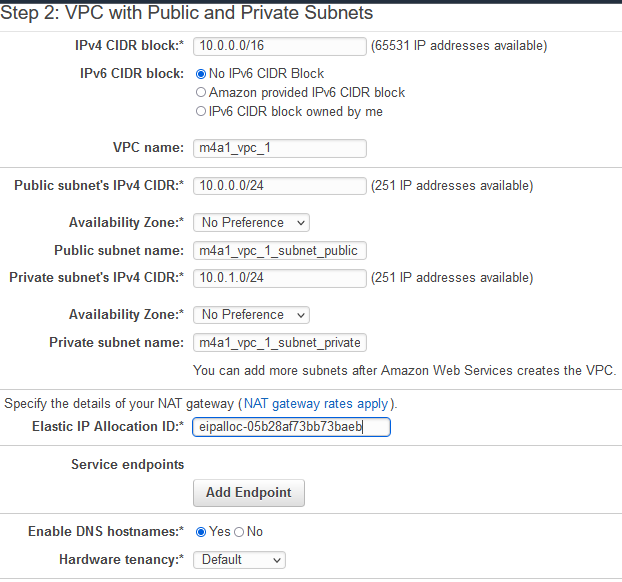 Step 2: VPC with Public and Private Subnets
IPv4 CIDR block:* 10.0.0.0/16 (65531 IP addresses available)
IPv6 CIDR block: No IPv6 CIDR Block
Amazon provided IPv6 CIDR block
IPv6 CIDR block owned by me
VPC name: m4a1_vpc_1
Public subnet's IPv4 CIDR:* 10.0.0.0/24 (251 IP addresses available)
Availability Zone:* No Preference
Public subnet name: m4a1_vpc_1_subnet_public
Private subnet's IPv4 CIDR:* 10.0.1.0/24 (251 IP addresses available)
Availability Zone:* No Preference
Private subnet name: m4a1_vpc_1_subnet_private
You can add more subnets after Amazon Web Services creates the VPC.
Specify the details of your NAT gateway (NAT gateway rates apply).
Elastic IP Allocation ID:* eipalloc-05b28af73bb73baeb
Service endpoints
Add Endpoint
Enable DNS hostnames:* Yes No
Hardware tenancy:* Default